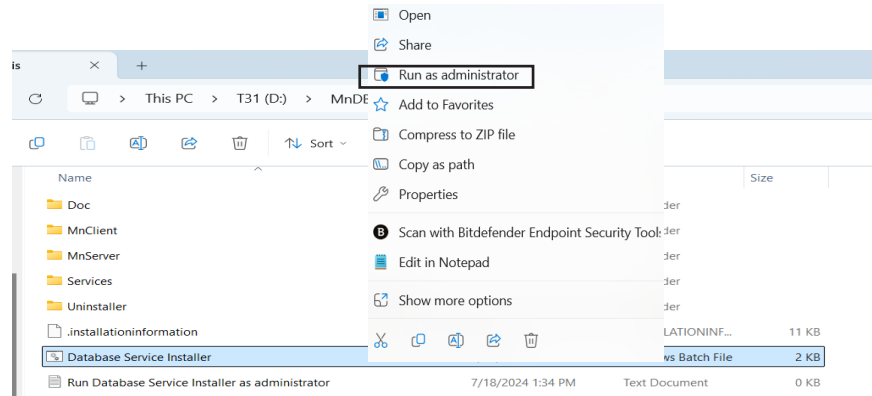 Open
Share
is
Run as administrator
This PC > T31 (D:) > MnDE
Add to Favorites
Compress to ZIP file
Sort
Copy as path
Name
Size
Properties
Doc
der
MnClient
Scan with Bitdefender Endpoint Security Tools
der
MnServer
der
Edit in Notepad
Services
der
Show more options
Uninstaller
der
.installationinformation
LATIONINF...
11 KB
Database Service Installer
ws Batch File
2 KB
Run Database Service Installer as administrator
7/18/2024 1:34 PM
Text Document
0 KB